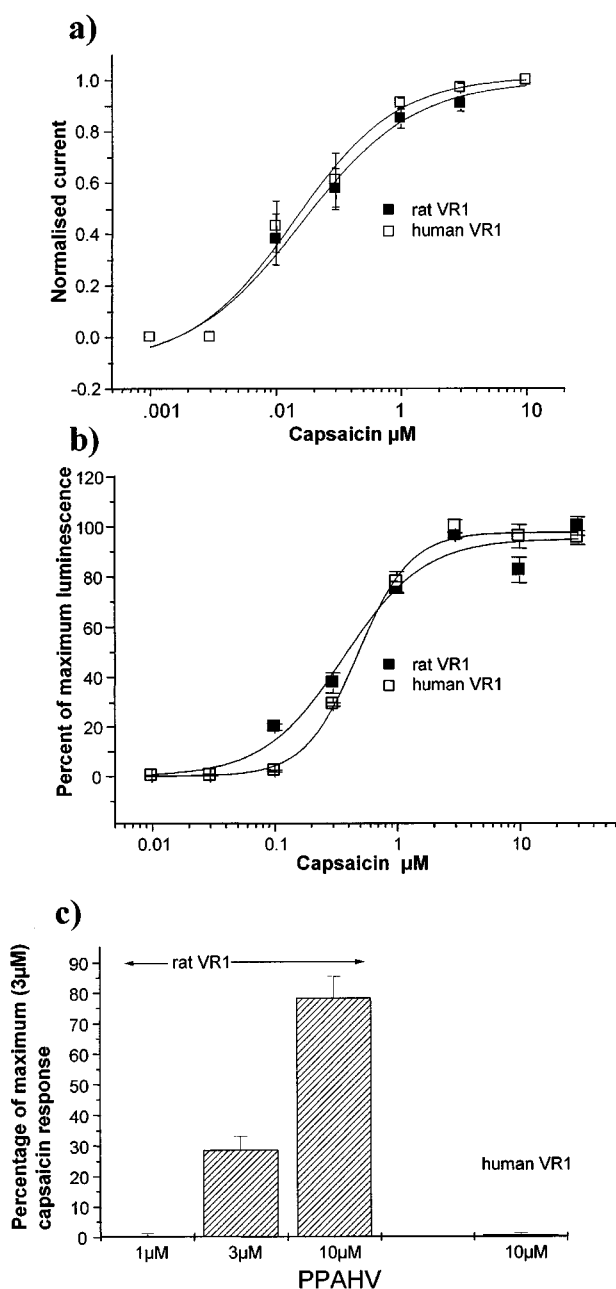 a)
1.0
0.8
0.6
0.4
0.2
0.0
-0.2
Normalised current
rat VR1
human VR1
.001
.01
.1
1
10
Capsaicin µM
b)
120
100
80
60
40
20
0
Percent of maximum luminescence
rat VR1
human VR1
0.01
0.1
1
10
Capsaicin µM
c)
90
80
70
60
50
40
30
20
10
0
Percentage of maximum (3µM)
capsaicin response
rat VR1
human VR1
1µM
3µM
10µM
10µM
PPAHV